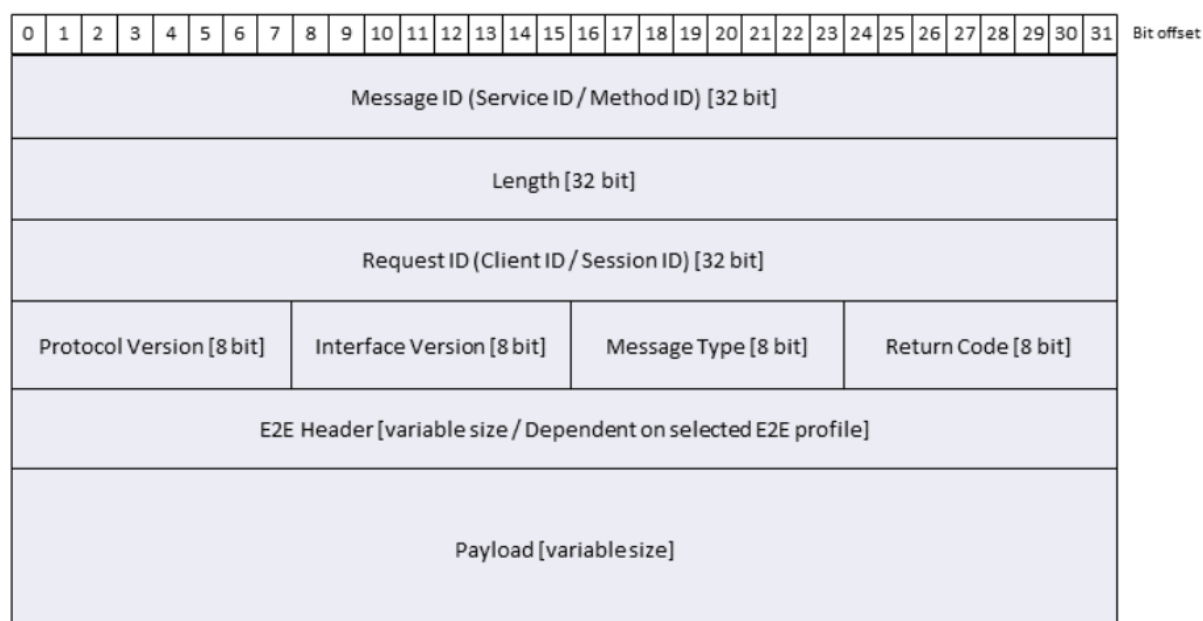 0 1 2 3 4 5 6 7 8 9 10 11 12 13 14 15 16 17 18 19 20 21 22 23 24 25 26 27 28 29 30 31 Bit offset
Message ID (Service ID / Method ID) [32 bit]
Length [32 bit]
Request ID (Client ID / Session ID) [32 bit]
Protocol Version [8 bit] Interface Version [8 bit] Message Type [8 bit] Return Code [8 bit]
E2E Header [variable size / Dependent on selected E2E profile]
Payload [variable size]